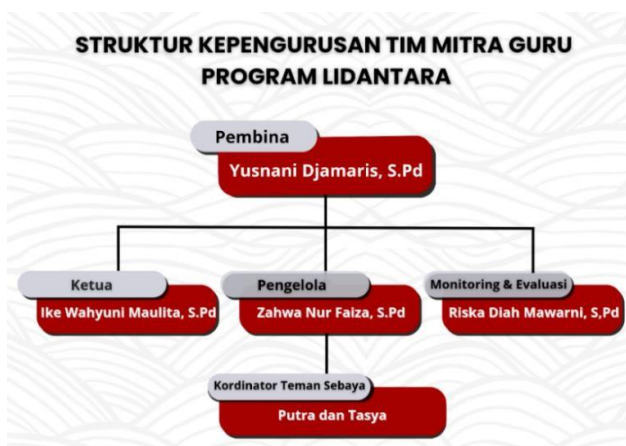 STRUKTUR KEPENGURUSAN TIM MITRA GURU
PROGRAM LIDANTARA
Pembina
Yusnani Djamaris, S.Pd
Ketua
Ike Wahyuni Maulita, S.Pd
Pengelola
Zahwa Nur Faiza, S.Pd
Monitoring & Evaluasi
Riska Diah Mawarni, S,Pd
Kordinator Teman Sebaya
Putra dan Tasya